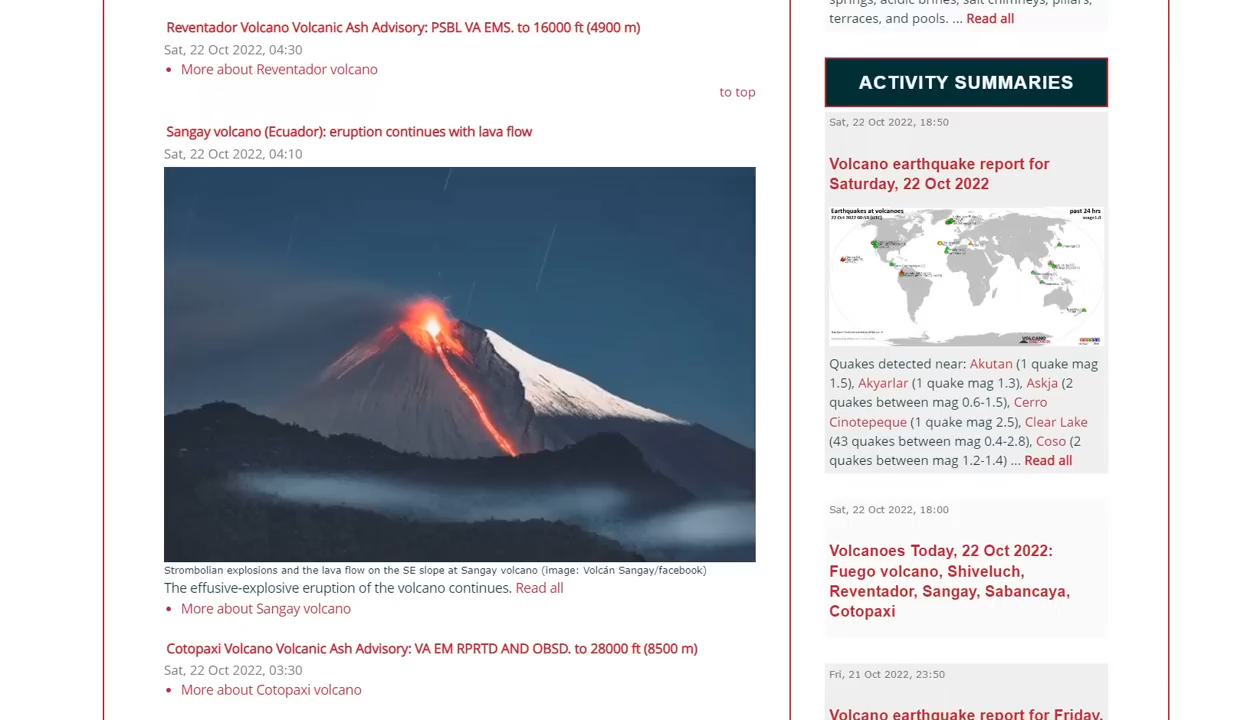 Reventador Volcano Volcanic Ash Advisory: PSBL VA EMS. to 16000 ft (4900 m)
Sat, 22 Oct 2022, 04:30
• More about Reventador volcano
to top
Sangay volcano (Ecuador): eruption continues with lava flow
Sat, 22 Oct 2022, 04:10
Strombolian explosions and the lava flow on the SE slope at Sangay volcano (image: Volcán Sangay/facebook)
The effusive-explosive eruption of the volcano continues. Read all
• More about Sangay volcano
Cotopaxi Volcano Volcanic Ash Advisory: VA EM RPRTD AND OBSD. to 28000 ft (8500 m)
Sat, 22 Oct 2022, 03:30
• More about Cotopaxi volcano
springs, acidic brines, salt chimneys, pillars,
terraces, and pools. ... Read all
ACTIVITY SUMMARIES
Sat, 22 Oct 2022, 18:50
Volcano earthquake report for
Saturday, 22 Oct 2022
Earthquakes at volcanoes
past 24 hrs
Quakes detected near: Akutan (1 quake mag
1.5), Akyarlar (1 quake mag 1.3), Askja (2
quakes between mag 0.6-1.5), Cerro
Cinotepeque (1 quake mag 2.5), Clear Lake
(43 quakes between mag 0.4-2.8), Coso (2
quakes between mag 1.2-1.4) ... Read all
Sat, 22 Oct 2022, 18:00
Volcanoes Today, 22 Oct 2022:
Fuego volcano, Shiveluch,
Reventador, Sangay, Sabancaya,
Cotopaxi
Fri, 21 Oct 2022, 23:50
Volcano earthquake report for Friday,